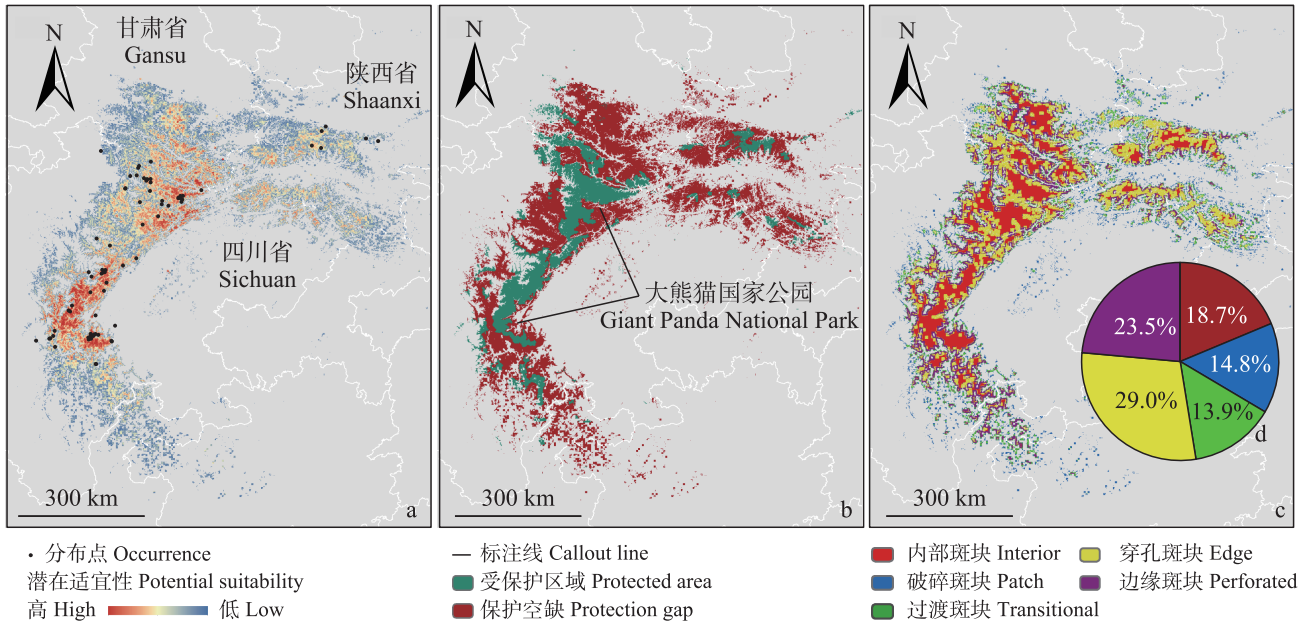 N
甘肃省
Gansu
陕西省
Shaanxi
四川省
Sichuan
300 km
a
N
大熊猫国家公园
Giant Panda National Park
300 km
b
N
23.5%
18.7%
14.8%
29.0%
13.9%
d
300 km
c
分布点 Occurrence
潜在适宜性 Potential suitability
高 High 低 Low
标注线 Callout line
受保护区域 Protected area
保护空缺 Protection gap
内部斑块 Interior 穿孔斑块 Edge
破碎斑块 Patch 边缘斑块 Perforated
过渡斑块 Transitional